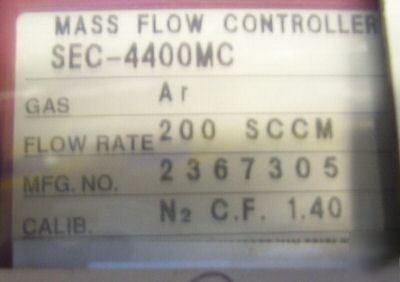 MASS FLOW CONTROLLER
SEC-4400MC
GAS Ar
FLOW RATE 200 SCCM
MFG. NO. 2367305
CALIB. N₂ C.F. 1.40